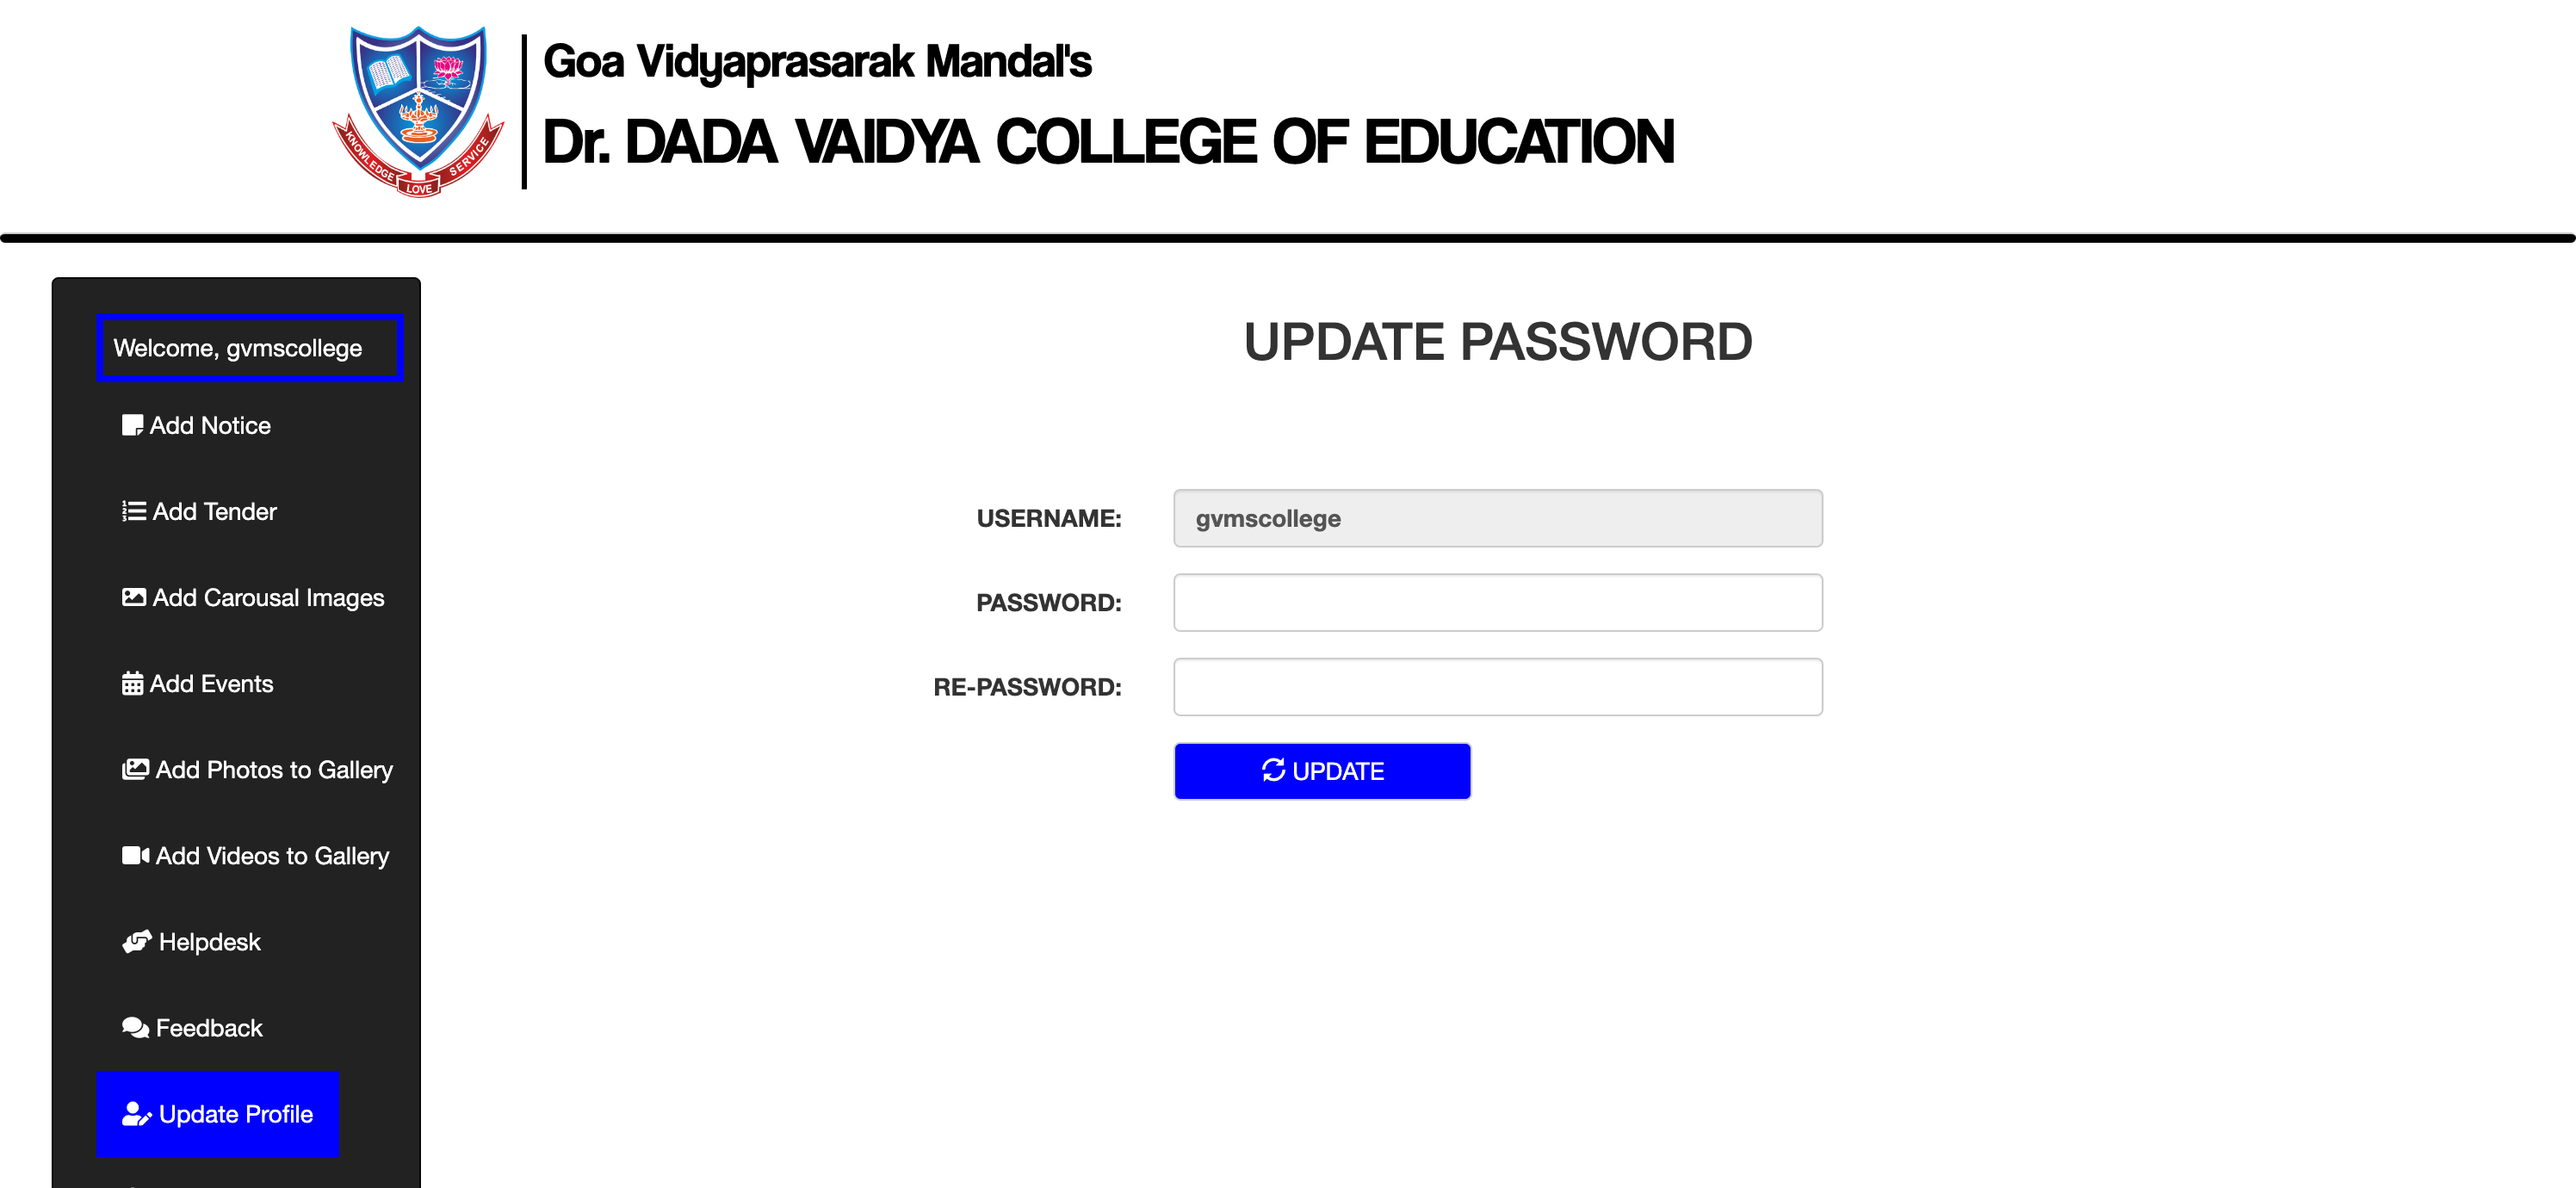 Goa Vidyaprasarak Mandal's
Dr. DADA VAIDYA COLLEGE OF EDUCATION
KNOWLEDGE LOVE SERVICE
Welcome, gvmscollege
Add Notice
Add Tender
Add Carousal Images
Add Events
Add Photos to Gallery
Add Videos to Gallery
Helpdesk
Feedback
Update Profile
UPDATE PASSWORD
USERNAME: gvmscollege
PASSWORD:
RE-PASSWORD:
UPDATE